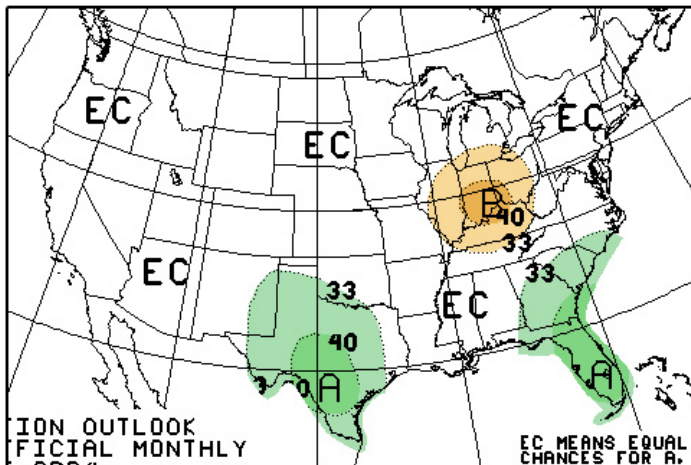 EC
EC
EC
EC
EC
B
40
33
33
33
40
A
A
ION OUTLOOK
FICIAL MONTHLY
EC MEANS EQUAL
CHANCES FOR A,